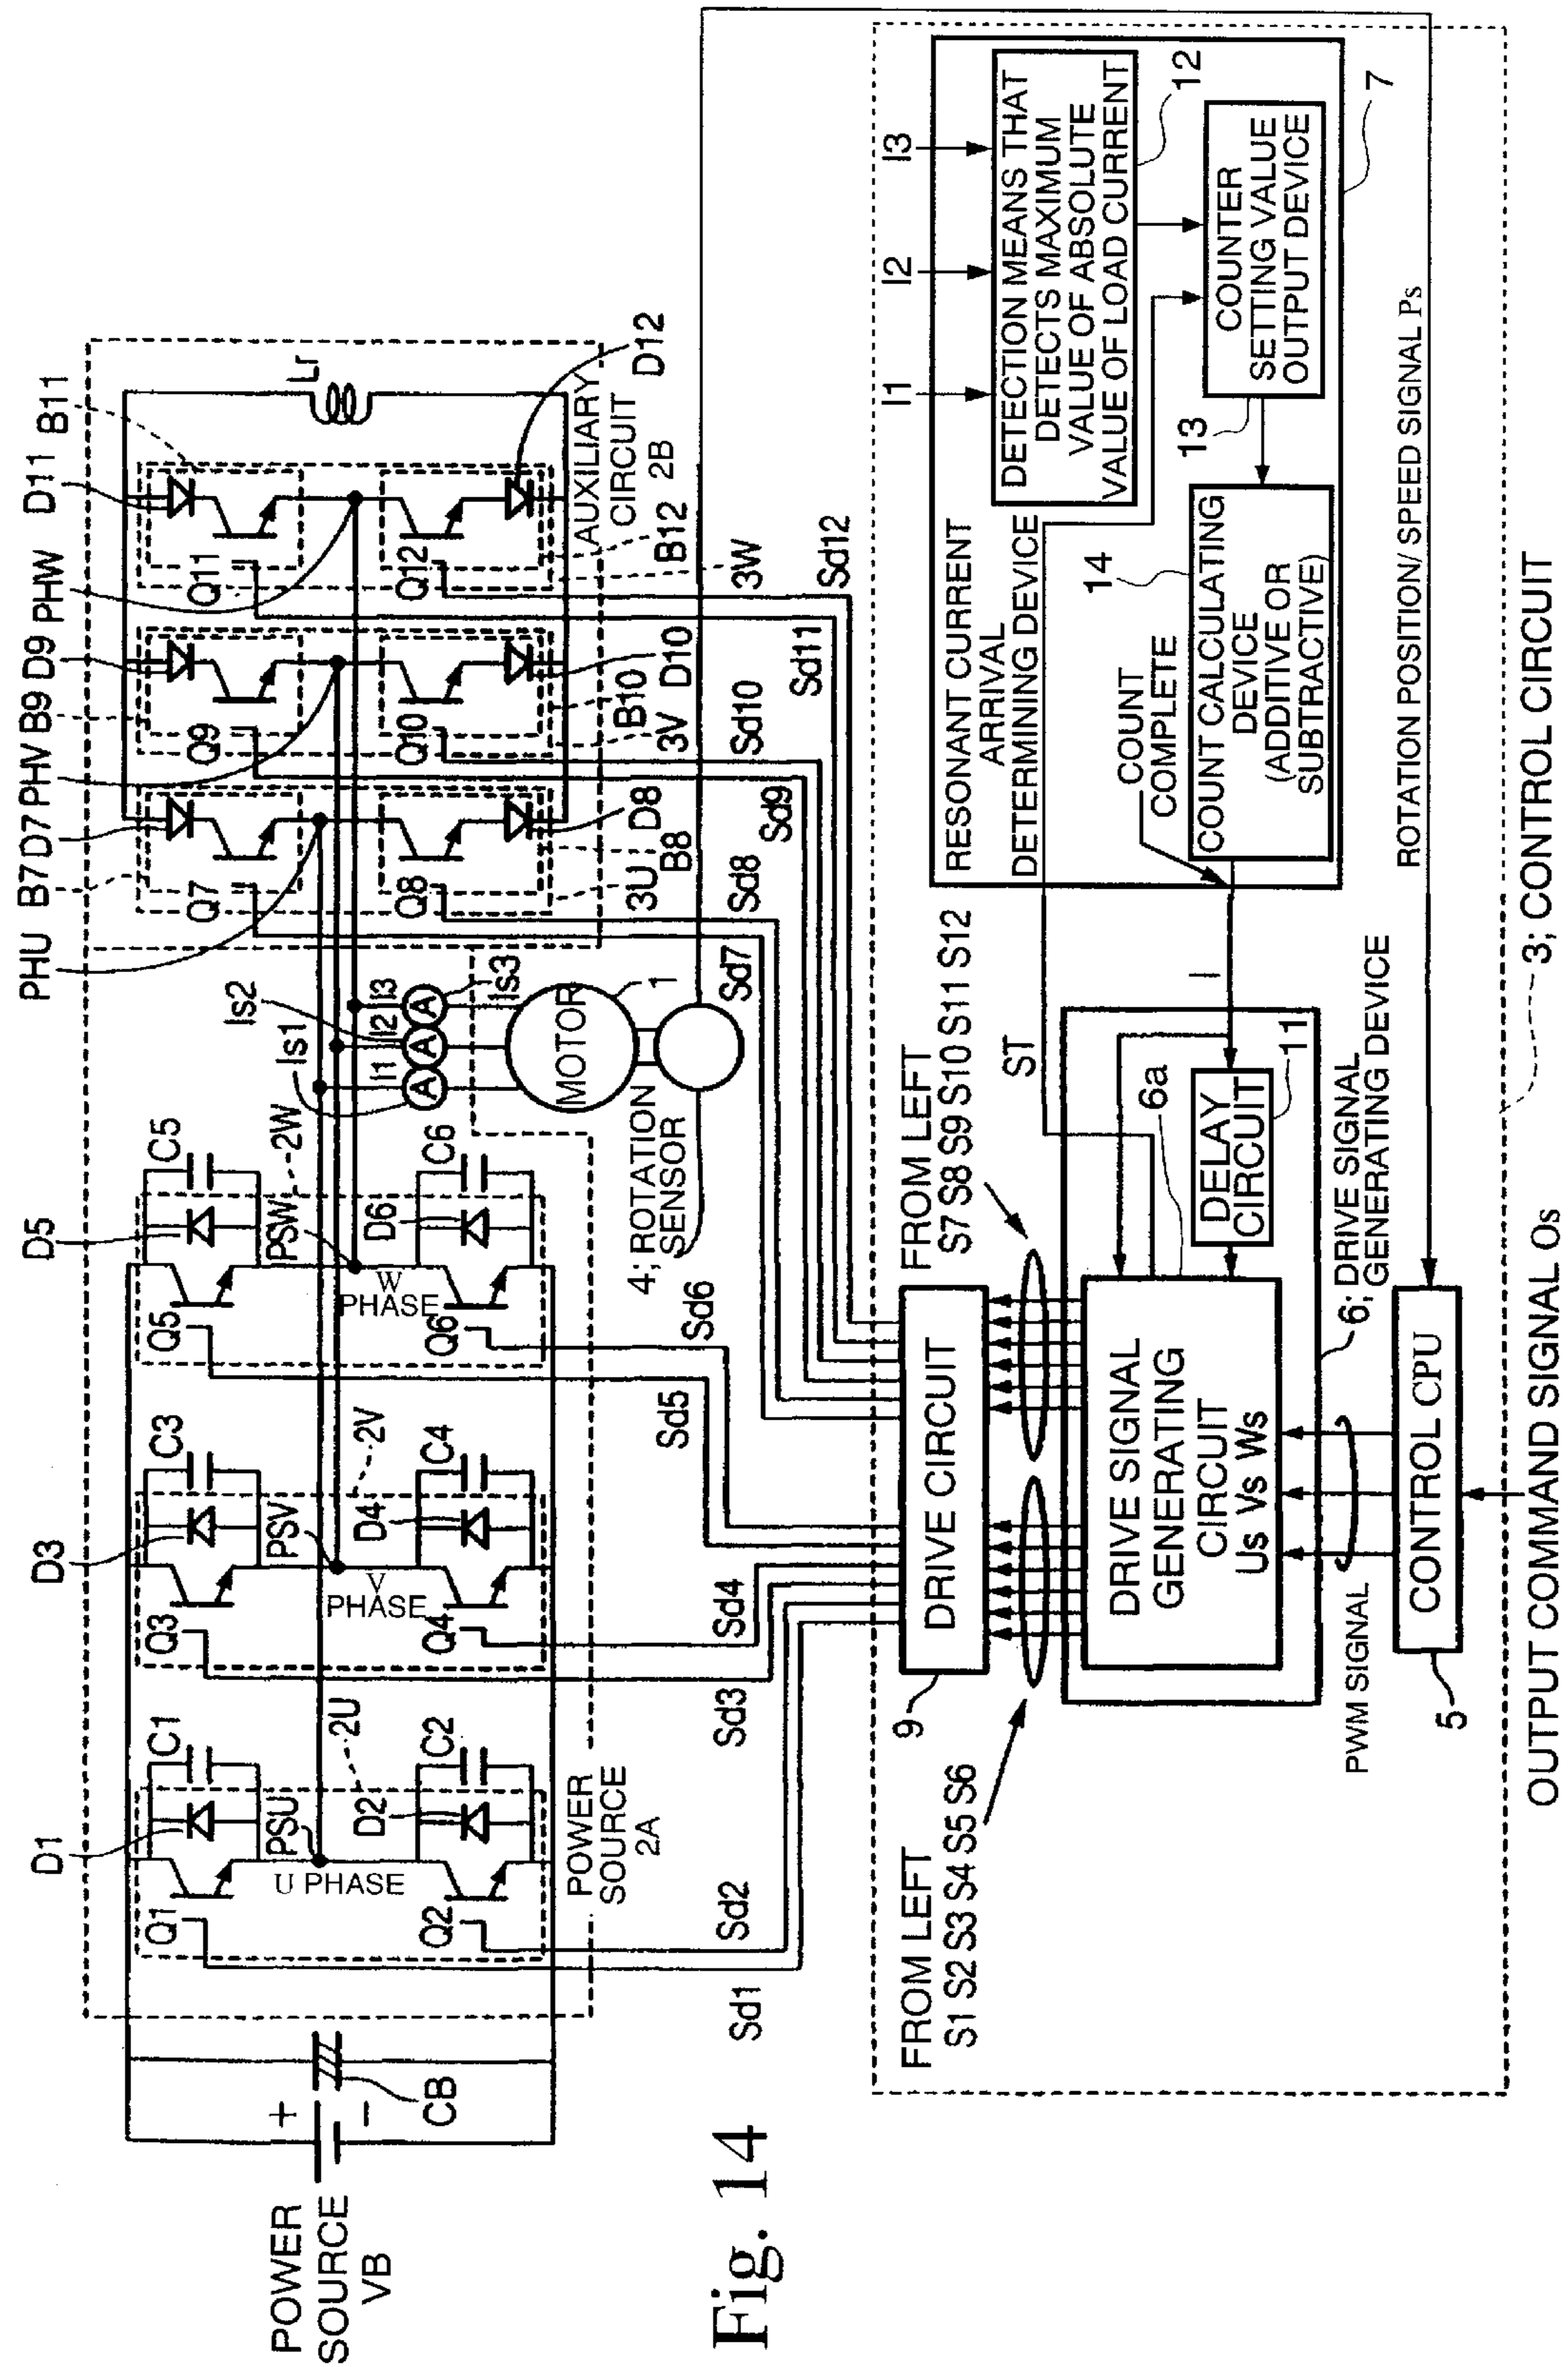 Fig. 14
POWER
SOURCE
VB
+
−
CB
D1
D3
D5
Q1
C1
PSU
U PHASE
D2
2U
Q2
C2
Q3
C3
PSV
V
PHASE
D4
2V
Q4
C4
Q5
C5
PSW
2W
W
PHASE
D6
Q6
C6
POWER
SOURCE
2A
Is1
Is2
I1
I2
I3
A
A
A
Is3
MOTOR
1
4; ROTATION
SENSOR
PHU
B7
D7
PHV
B9
D9
PHW
D11
B11
Q7
Q8
Q9
Q10
Q11
Q12
Lr
3U
D8
B8
3V
B10
D10
3W
B12
AUXILIARY
CIRCUIT
2B
D12
Sd1
Sd2
Sd3
Sd4
Sd5
Sd6
Sd7
Sd8
Sd9
Sd10
Sd11
Sd12
FROM LEFT
S1 S2 S3 S4 S5 S6
9
DRIVE CIRCUIT
FROM LEFT
S7 S8 S9 S10 S11 S12
ST
DRIVE SIGNAL
GENERATING
CIRCUIT
Us Vs Ws
6a
DELAY
CIRCUIT
11
I
6; DRIVE SIGNAL
GENERATING DEVICE
PWM SIGNAL
5
CONTROL CPU
OUTPUT COMMAND SIGNAL Os
RESONANT CURRENT
ARRIVAL
DETERMINING DEVICE
I1
I2
I3
DETECTION MEANS THAT
DETECTS MAXIMUM
VALUE OF ABSOLUTE
VALUE OF LOAD CURRENT
12
COUNTER
SETTING VALUE
OUTPUT DEVICE
13
7
COUNT
COMPLETE
14
COUNT CALCULATING
DEVICE
(ADDITIVE OR
SUBTRACTIVE)
ROTATION POSITION/ SPEED SIGNAL Ps
3; CONTROL CIRCUIT